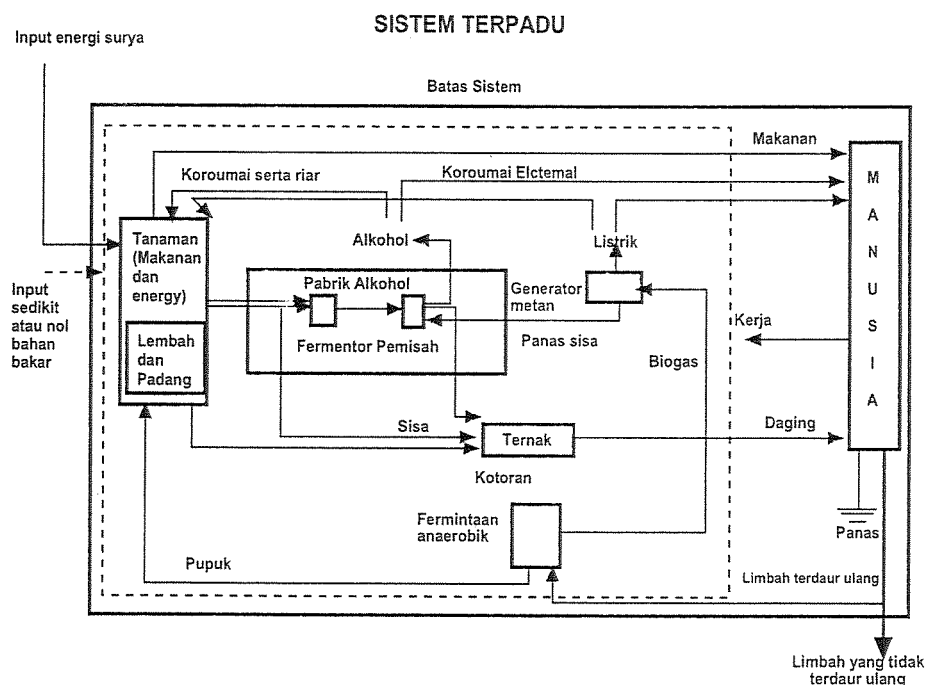 SISTEM TERPADU
Input energi surya
Batas Sistem
Makanan
Koroumai serta riar
Koroumai Elctemal
M
A
N
U
S
I
A
Tanaman
(Makanan
dan
energy)
Alkohol
Listrik
Input
sedikit
atau nol
bahan
bakar
Pabrik Alkohol
Generator
metan
Lembah
dan
Padang
Fermentor Pemisah
Panas sisa
Kerja
Biogas
Sisa
Ternak
Daging
Kotoran
Fermintaan
anaerobik
Panas
Pupuk
Limbah terdaur ulang
Limbah yang tidak
terdaur ulang